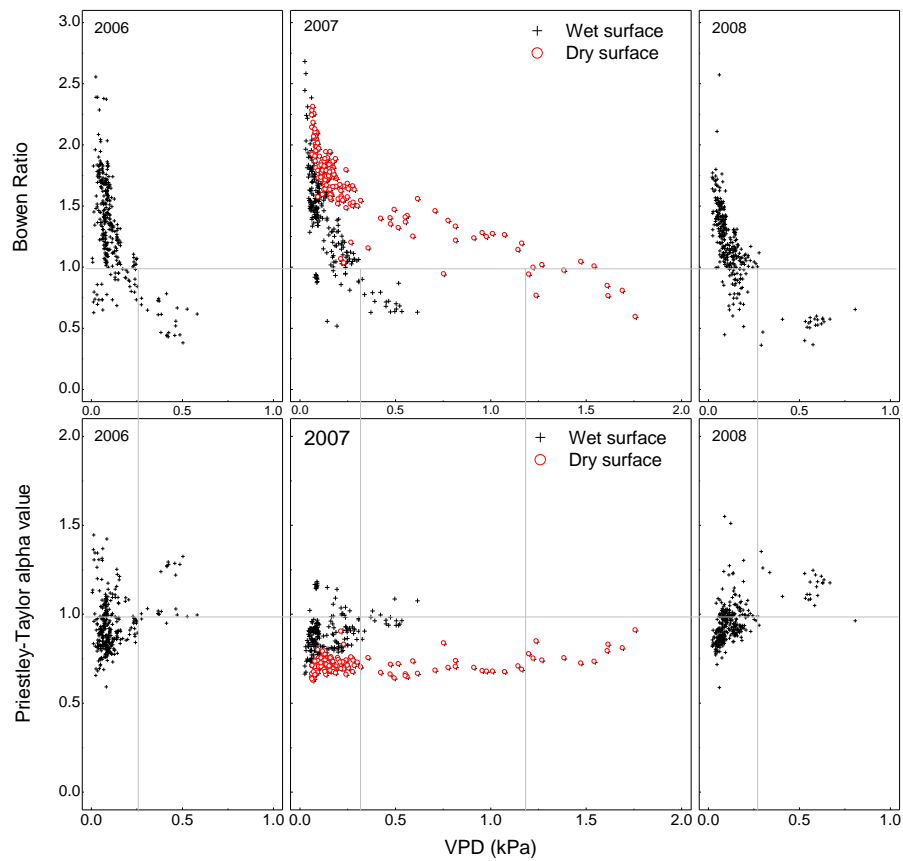 2006
2007
2008
Wet surface
Dry surface
3.0
2.5
2.0
1.5
1.0
0.5
0.0
Bowen Ratio
0.0 0.5 1.0
0.0 0.5 1.0 1.5 2.0
0.0 0.5 1.0
2006
2007
2008
Wet surface
Dry surface
2.0
1.5
1.0
0.5
0.0
Priestley-Taylor alpha value
0.0 0.5 1.0
0.0 0.5 1.0 1.5 2.0
0.0 0.5 1.0
VPD (kPa)